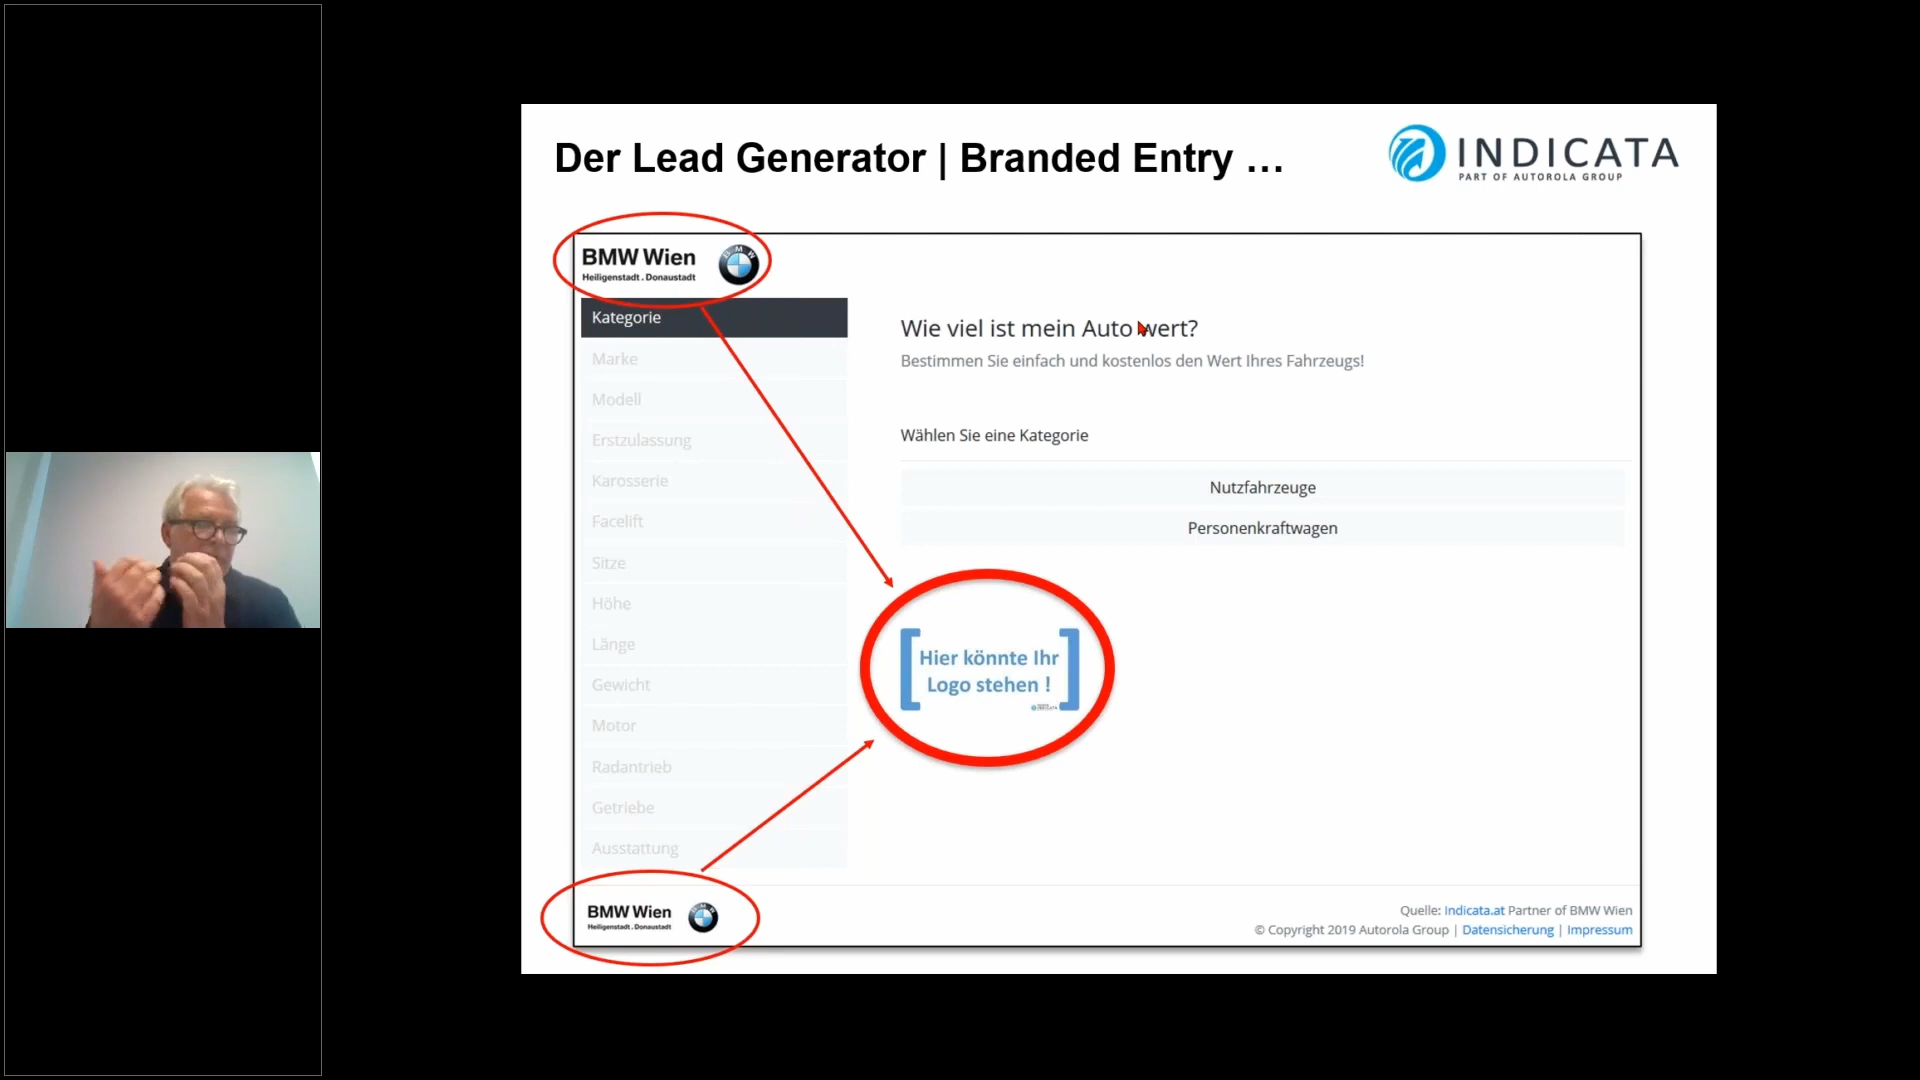 Der Lead Generator | Branded Entry ...
INDICATA
PART OF AUTOROLA GROUP
BMW Wien
Heiligenstadt . Donaustadt
BMW
Kategorie
Marke
Modell
Erstzulassung
Karosserie
Facelift
Sitze
Höhe
Länge
Gewicht
Motor
Radantrieb
Getriebe
Ausstattung
Wie viel ist mein Auto wert?
Bestimmen Sie einfach und kostenlos den Wert Ihres Fahrzeugs!
Wählen Sie eine Kategorie
Nutzfahrzeuge
Personenkraftwagen
Hier könnte Ihr
Logo stehen !
INDICATA
BMW Wien
Heiligenstadt . Donaustadt
BMW
Quelle: Indicata.at Partner of BMW Wien
© Copyright 2019 Autorola Group | Datensicherung | Impressum